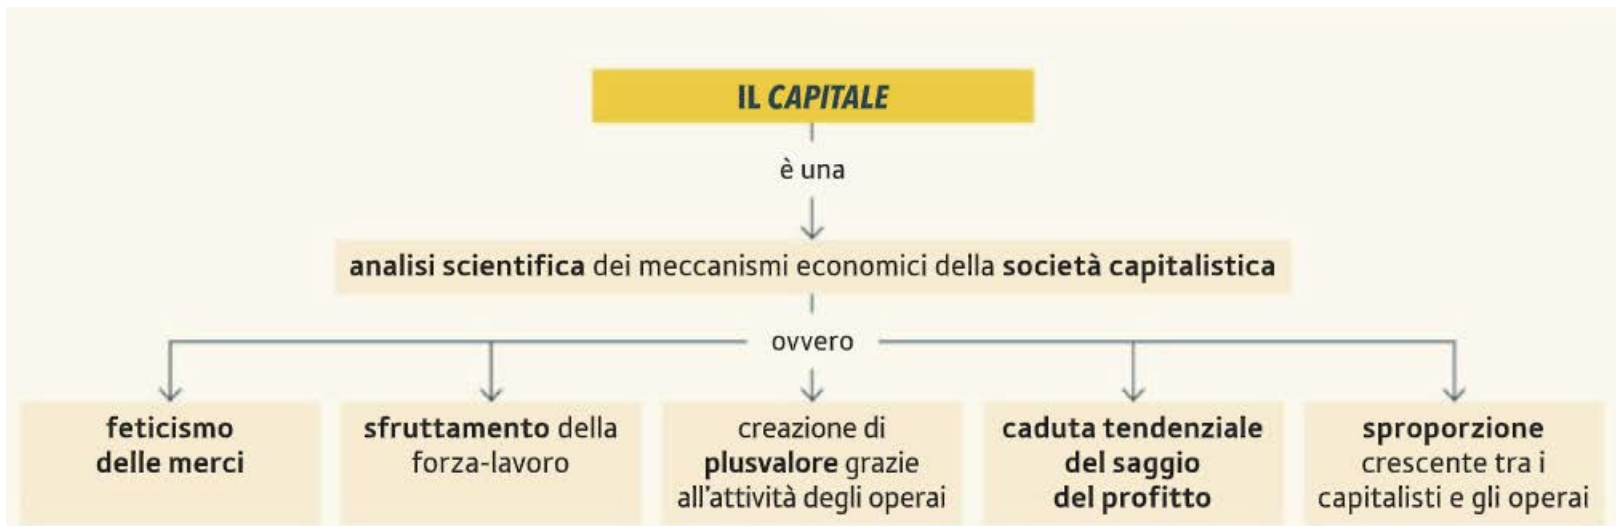 IL CAPITALE
è una
analisi scientifica dei meccanismi economici della società capitalistica
ovvero
feticismo
delle merci
sfruttamento della
forza-lavoro
creazione di
plusvalore grazie
all'attività degli operai
caduta tendenziale
del saggio
del profitto
sproporzione
crescente tra i
capitalisti e gli operai